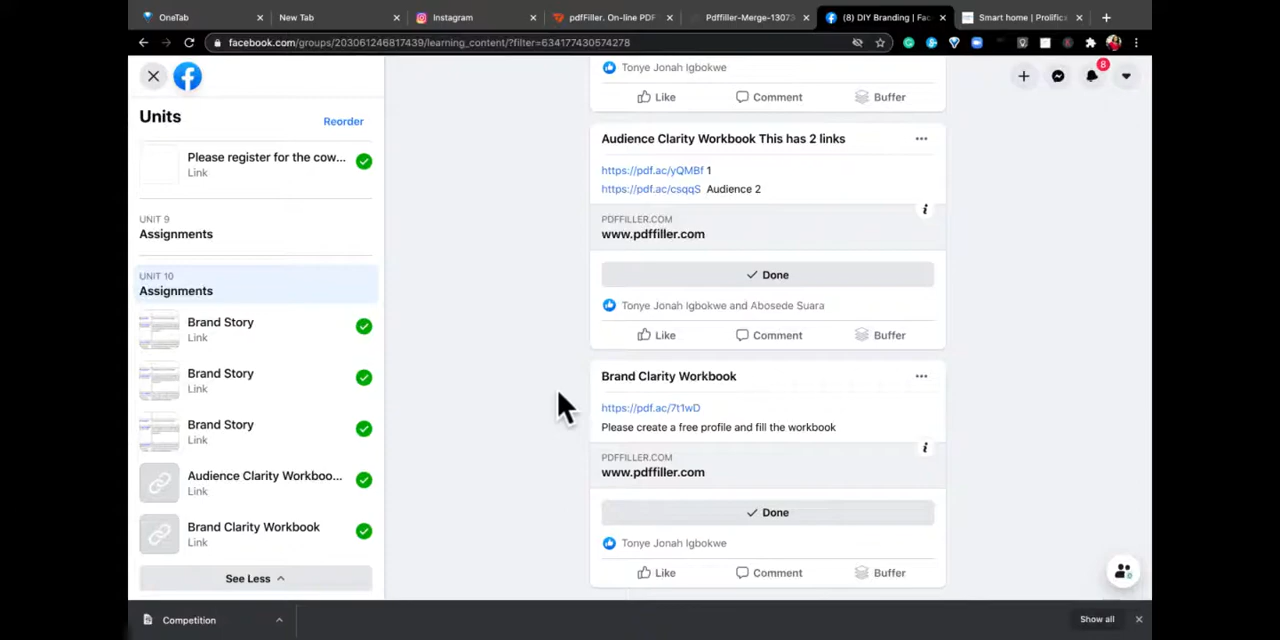 OneTab
New Tab
Instagram
pdfFiller. On-line PDF
Pdffiller-Merge-13073
(8) DIY Branding | Fac
Smart home | Prolific
facebook.com/groups/203061246817439/learning_content/?filter=634177430574278
8
Units
Reorder
Please register for the cow...
Link
UNIT 9
Assignments
UNIT 10
Assignments
Brand Story
Link
Brand Story
Link
Brand Story
Link
Audience Clarity Workboo...
Link
Brand Clarity Workbook
Link
See Less
Tonye Jonah Igbokwe
Like Comment Buffer
Audience Clarity Workbook This has 2 links
https://pdf.ac/yQMBf 1
https://pdf.ac/csqqS Audience 2
PDFFILLER.COM
www.pdffiller.com
Done
Tonye Jonah Igbokwe and Abosede Suara
Like Comment Buffer
Brand Clarity Workbook
https://pdf.ac/7t1wD
Please create a free profile and fill the workbook
PDFFILLER.COM
www.pdffiller.com
Done
Tonye Jonah Igbokwe
Like Comment Buffer
Competition
Show all